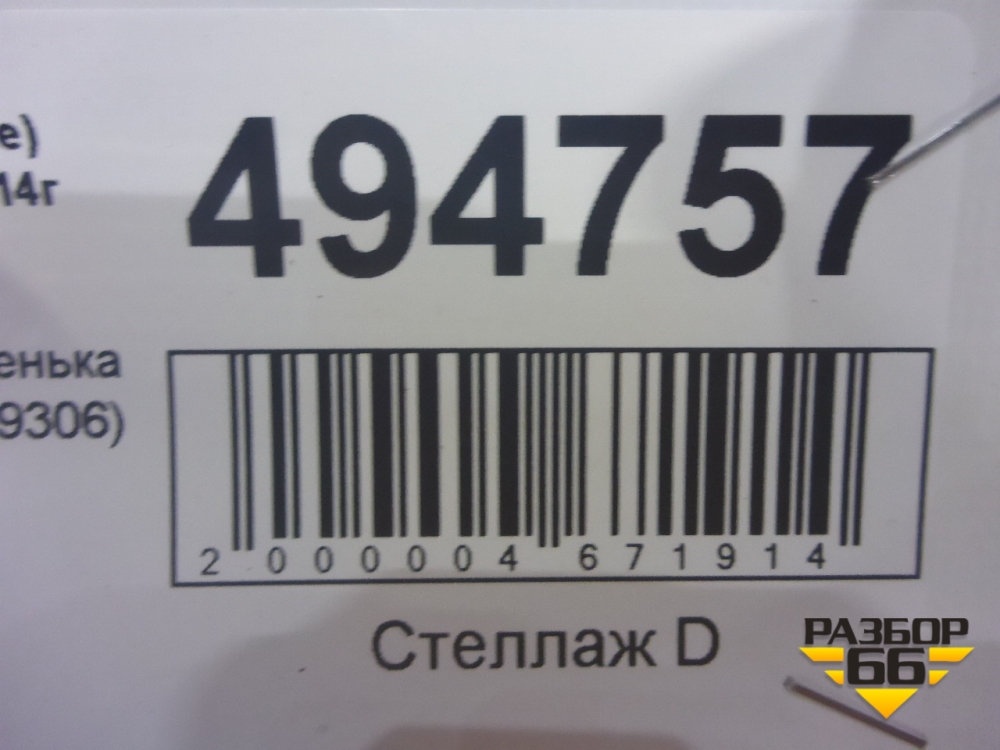 е)
14г
494757
енька
9306)
2 000004 671914
Стеллаж D
РАЗБОР
66